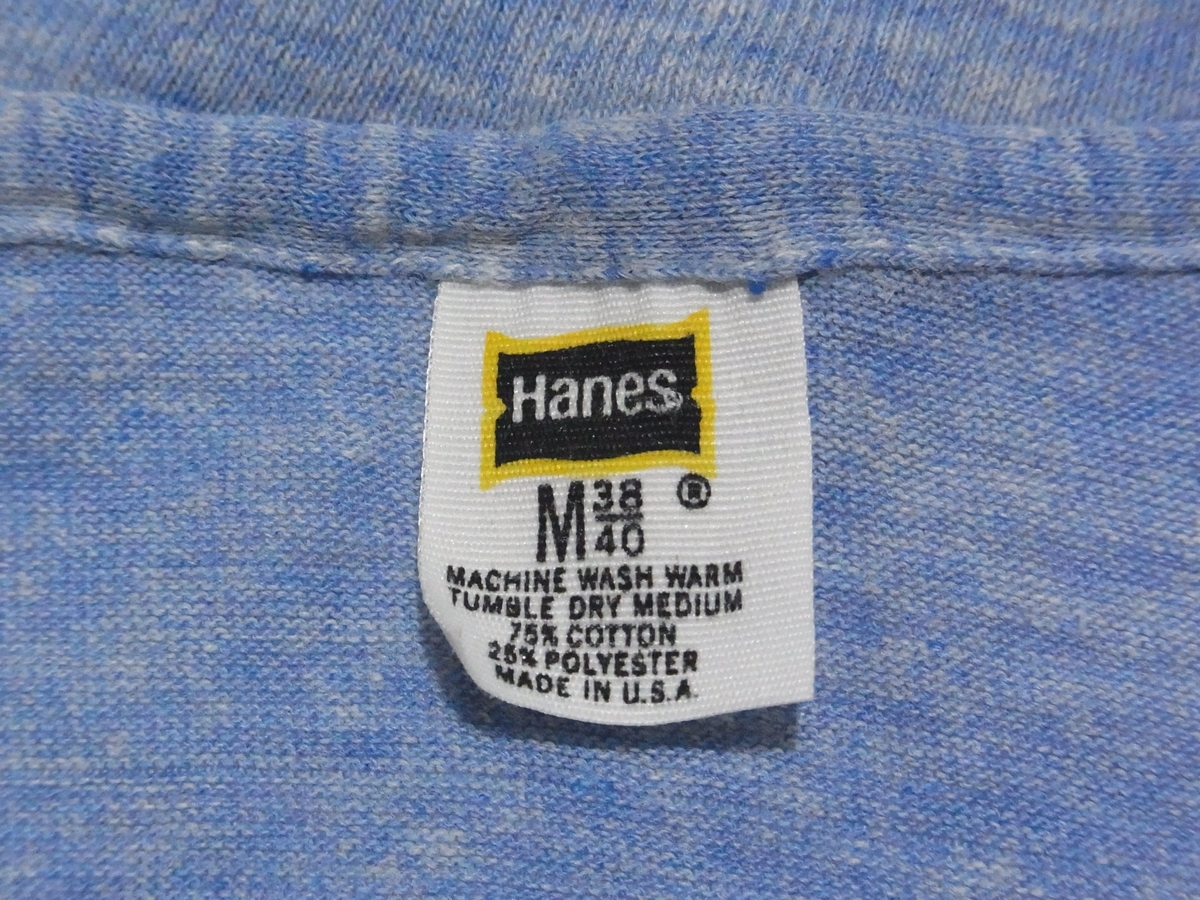 Hanes
M 38/40 ®
MACHINE WASH WARM
TUMBLE DRY MEDIUM
75% COTTON
25% POLYESTER
MADE IN U.S.A.